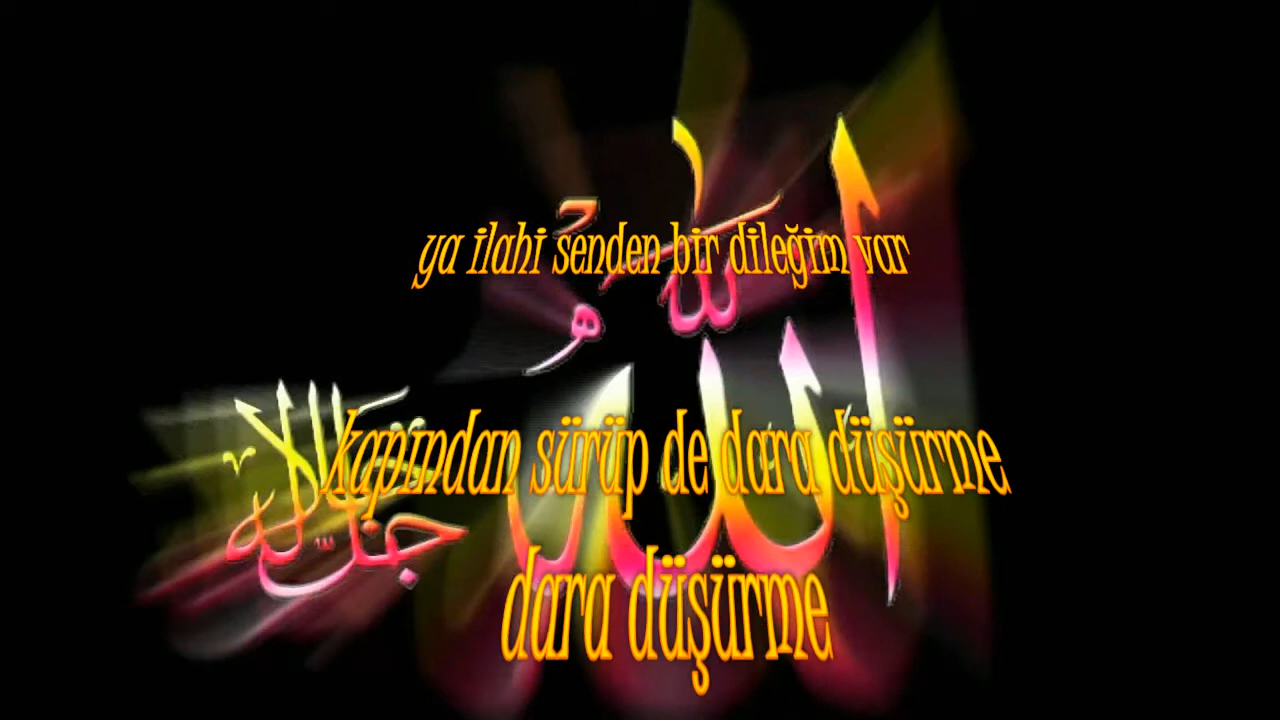 ya ilahi senden bir dileğim var
الله
جل جلاله
kapından sürüp de dara düşürme
dara düşürme